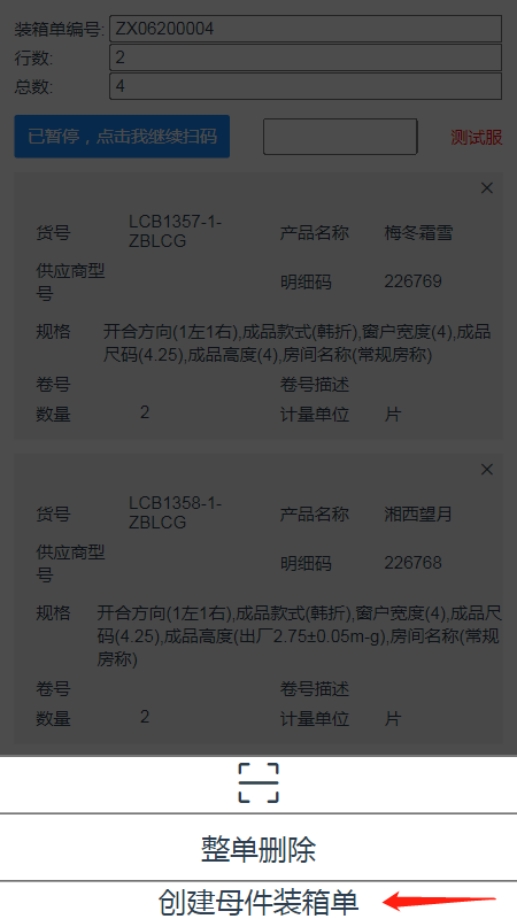 装箱单编号: ZX06200004
行数: 2
总数: 4
已暂停，点击我继续扫码 测试服
货号 LCB1357-1-ZBLCG 产品名称 梅冬霜雪
供应商型号 明细码 226769
规格 开合方向(1左1右),成品款式(韩折),窗户宽度(4),成品
尺码(4.25),成品高度(4),房间名称(常规房称)
卷号 卷号描述
数量 2 计量单位 片
货号 LCB1358-1-ZBLCG 产品名称 湘西望月
供应商型号 明细码 226768
规格 开合方向(1左1右),成品款式(韩折),窗户宽度(4),成品尺
码(4.25),成品高度(出厂2.75±0.05m-g),房间名称(常规
房称)
卷号 卷号描述
数量 2 计量单位 片
整单删除
创建母件装箱单